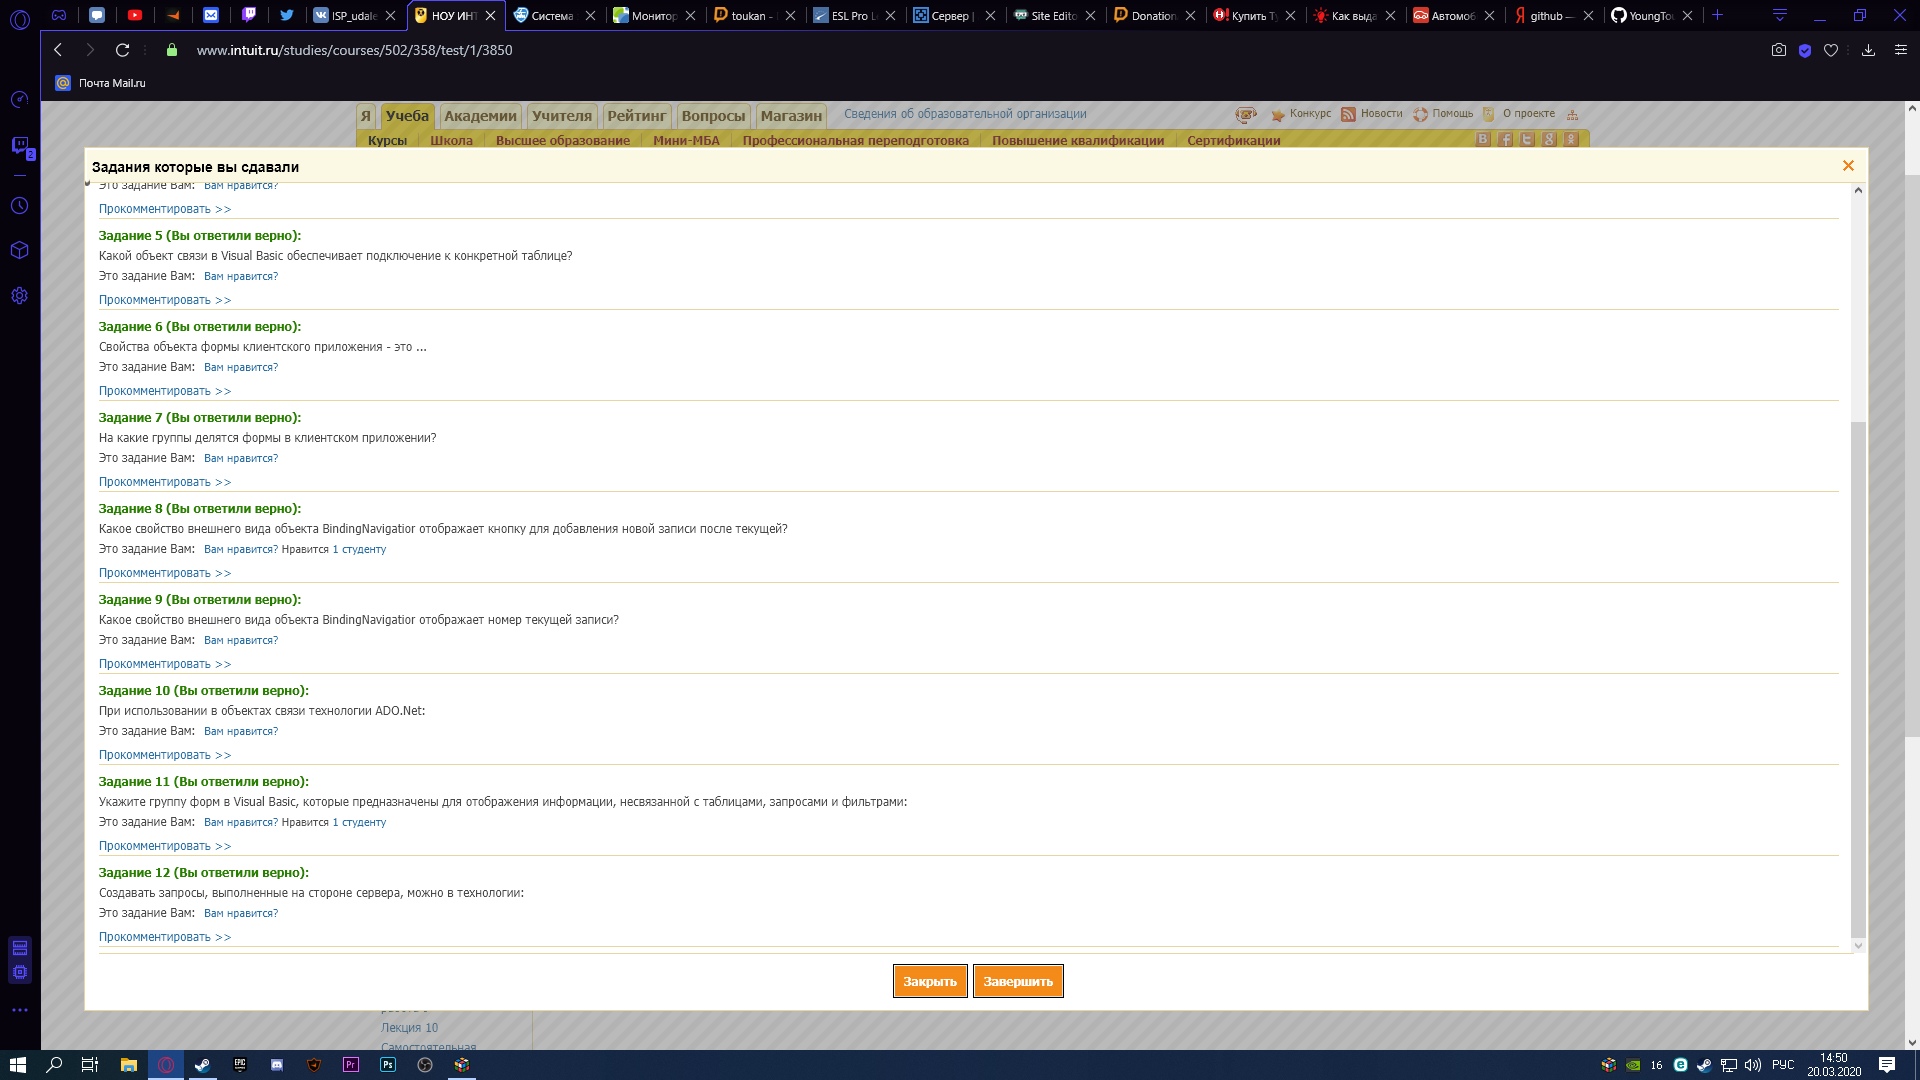 ISP_udale
НОУ ИНТ
Система
Монитор
toukan -
ESL Pro L
Сервер |
Site Edito
Donation
Купить Ту
Как выда
Автомоб
github —
YoungTou
www.intuit.ru/studies/courses/502/358/test/1/3850
Почта Mail.ru
Я Учеба Академии Учителя Рейтинг Вопросы Магазин Сведения об образовательной организации Конкурс Новости Помощь О проекте
Курсы Школа Высшее образование Мини-МБА Профессиональная переподготовка Повышение квалификации Сертификации
Задания которые вы сдавали
Это задание Вам: Вам нравится?
Прокомментировать >>
Задание 5 (Вы ответили верно):
Какой объект связи в Visual Basic обеспечивает подключение к конкретной таблице?
Это задание Вам: Вам нравится?
Прокомментировать >>
Задание 6 (Вы ответили верно):
Свойства объекта формы клиентского приложения - это ...
Это задание Вам: Вам нравится?
Прокомментировать >>
Задание 7 (Вы ответили верно):
На какие группы делятся формы в клиентском приложении?
Это задание Вам: Вам нравится?
Прокомментировать >>
Задание 8 (Вы ответили верно):
Какое свойство внешнего вида объекта BindingNavigatior отображает кнопку для добавления новой записи после текущей?
Это задание Вам: Вам нравится? Нравится 1 студенту
Прокомментировать >>
Задание 9 (Вы ответили верно):
Какое свойство внешнего вида объекта BindingNavigatior отображает номер текущей записи?
Это задание Вам: Вам нравится?
Прокомментировать >>
Задание 10 (Вы ответили верно):
При использовании в объектах связи технологии ADO.Net:
Это задание Вам: Вам нравится?
Прокомментировать >>
Задание 11 (Вы ответили верно):
Укажите группу форм в Visual Basic, которые предназначены для отображения информации, несвязанной с таблицами, запросами и фильтрами:
Это задание Вам: Вам нравится? Нравится 1 студенту
Прокомментировать >>
Задание 12 (Вы ответили верно):
Создавать запросы, выполненные на стороне сервера, можно в технологии:
Это задание Вам: Вам нравится?
Прокомментировать >>
Закрыть Завершить
Лекция 10
Самостоятельная
16 РУС 14:50
20.03.2020